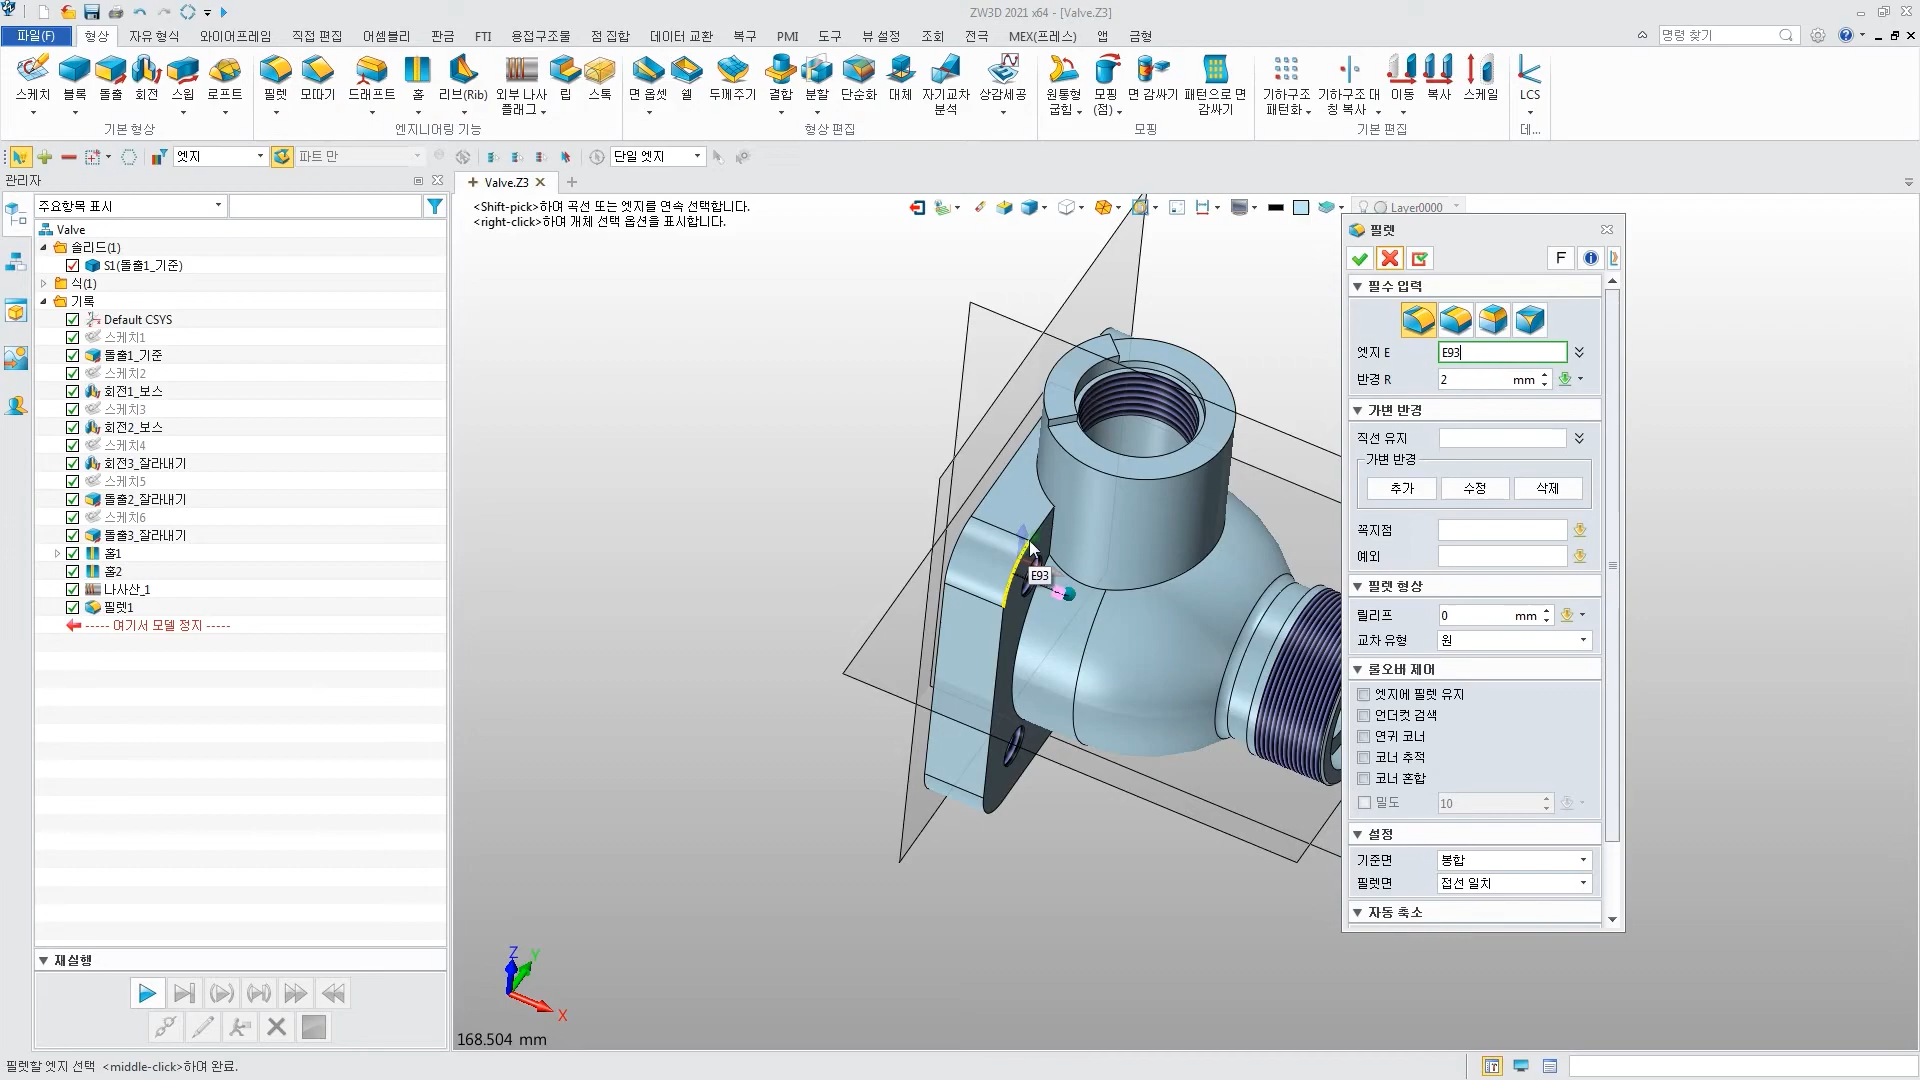 ZW3D 2021 x64 - [Valve.Z3]
파일(F) 형상 자유 형식 와이어프레임 직접 편집 어셈블리 판금 FTI 용접구조물 점 집합 데이터 교환 복구 PMI 도구 뷰 설정 조회 전극 MEX(프레스) 앱 금형 명령 찾기
스케치 블록 돌출 회전 스윕 로프트 필렛 모따기 드래프트 홀 리브(Rib) 외부 나사 플래그 립 스톡 면 옵셋 쉘 두께주기 결합 분할 단순화 대체 자기교차 분석 상감세공 원통형 굽힘 모핑 (점) 면 감싸기 패턴으로 면 감싸기 기하구조 패턴화 기하구조 대칭 복사 이동 복사 스케일 LCS
기본 형상 엔지니어링 기능 형상 편집 모핑 기본 편집 데...
엣지 파트 만 단일 엣지
관리자
Valve.Z3
주요항목 표시
<Shift-pick>하여 곡선 또는 엣지를 연속 선택합니다.
<right-click>하여 개체 선택 옵션을 표시합니다.
Layer0000
Valve
솔리드(1)
S1(돌출1_기준)
식(1)
기록
Default CSYS
스케치1
돌출1_기준
스케치2
회전1_보스
스케치3
회전2_보스
스케치4
회전3_잘라내기
스케치5
돌출2_잘라내기
스케치6
돌출3_잘라내기
홀1
홀2
나사산_1
필렛1
----- 여기서 모델 정지 -----
재실행
E93
Z
Y
X
168.504 mm
필렛
F
필수 입력
엣지 E E93
반경 R 2 mm
가변 반경
직선 유지
가변 반경
추가 수정 삭제
꼭지점
예외
필렛 형상
릴리프 0 mm
교차 유형 원
롤오바 제어
엣지에 필렛 유지
언더컷 검색
연귀 코너
코너 추적
코너 혼합
밀도 10
설정
기준면 봉합
필렛면 접선 일치
자동 축소
필렛할 엣지 선택 <middle-click>하여 완료.